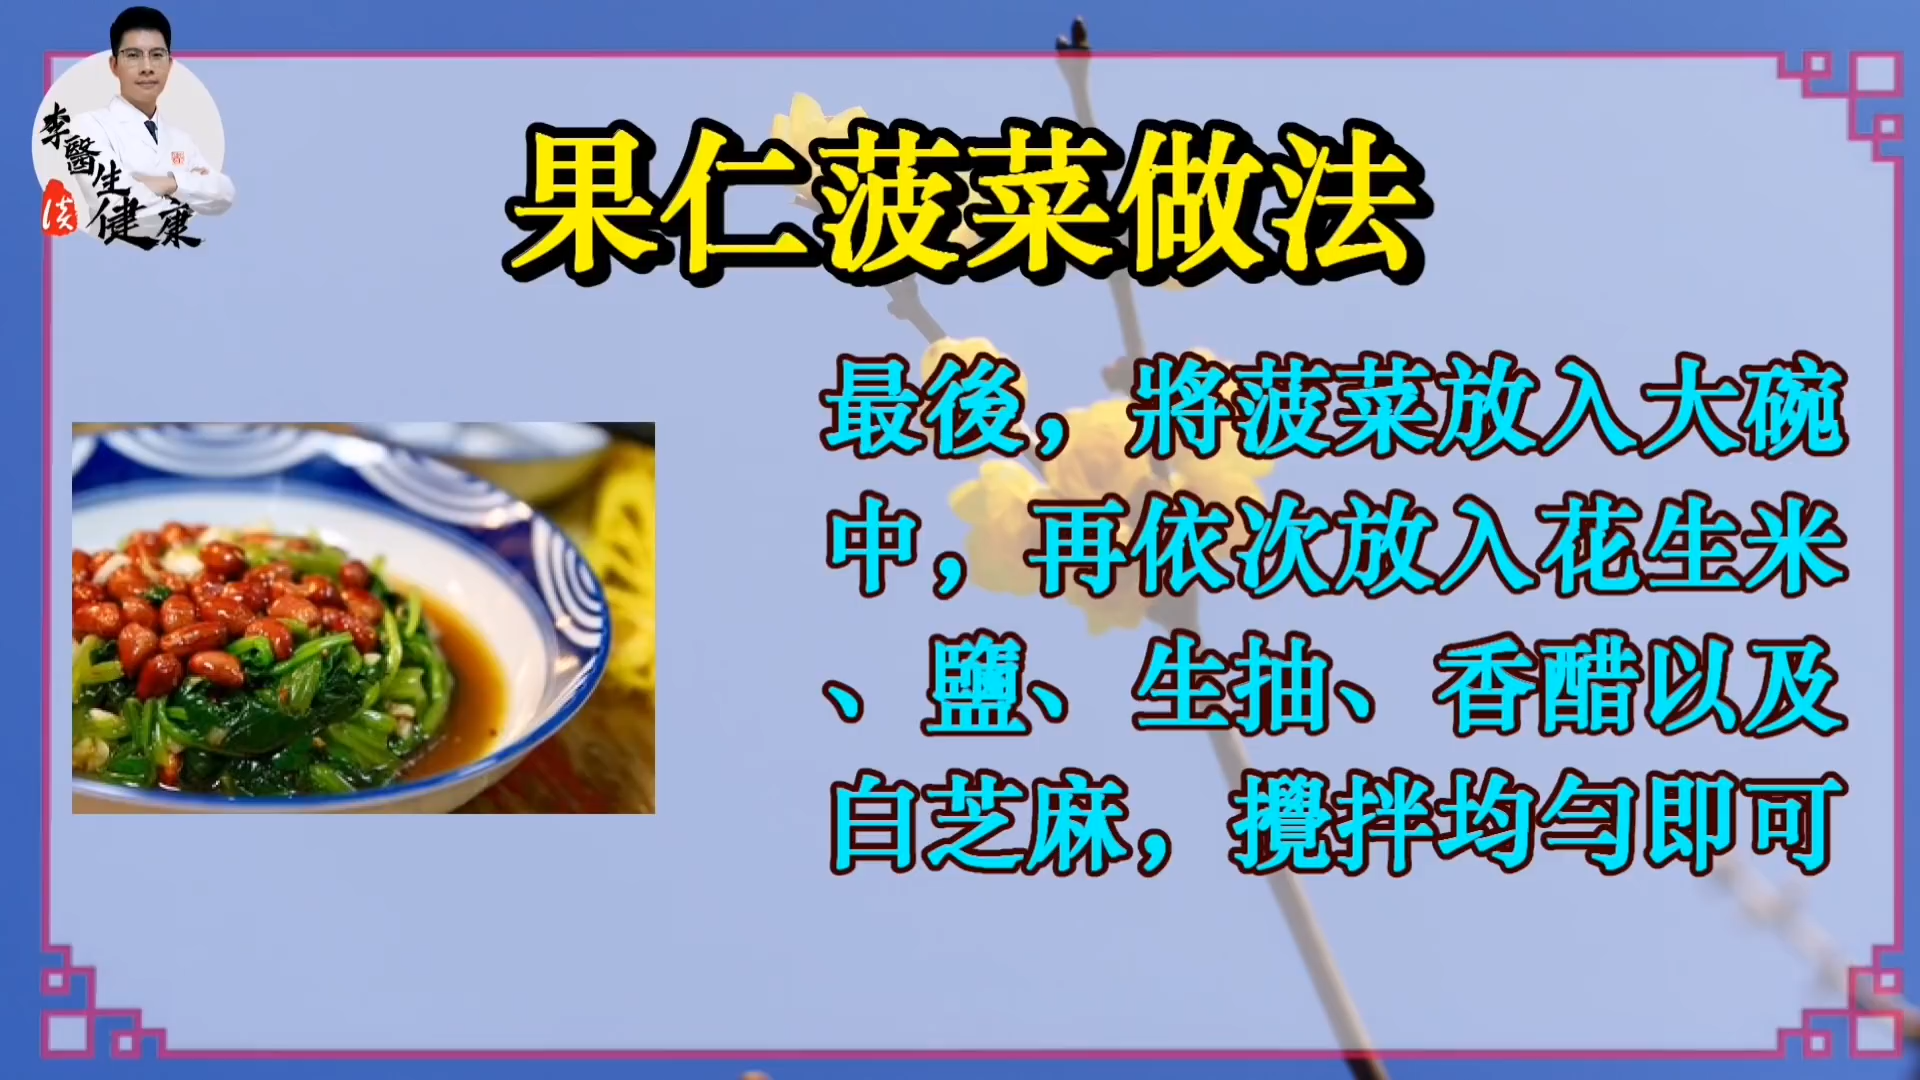 李醫生
谈健康
果仁菠菜做法
最後，將菠菜放入大碗
中，再依次放入花生米
、鹽、生抽、香醋以及
白芝麻，攪拌均勻即可